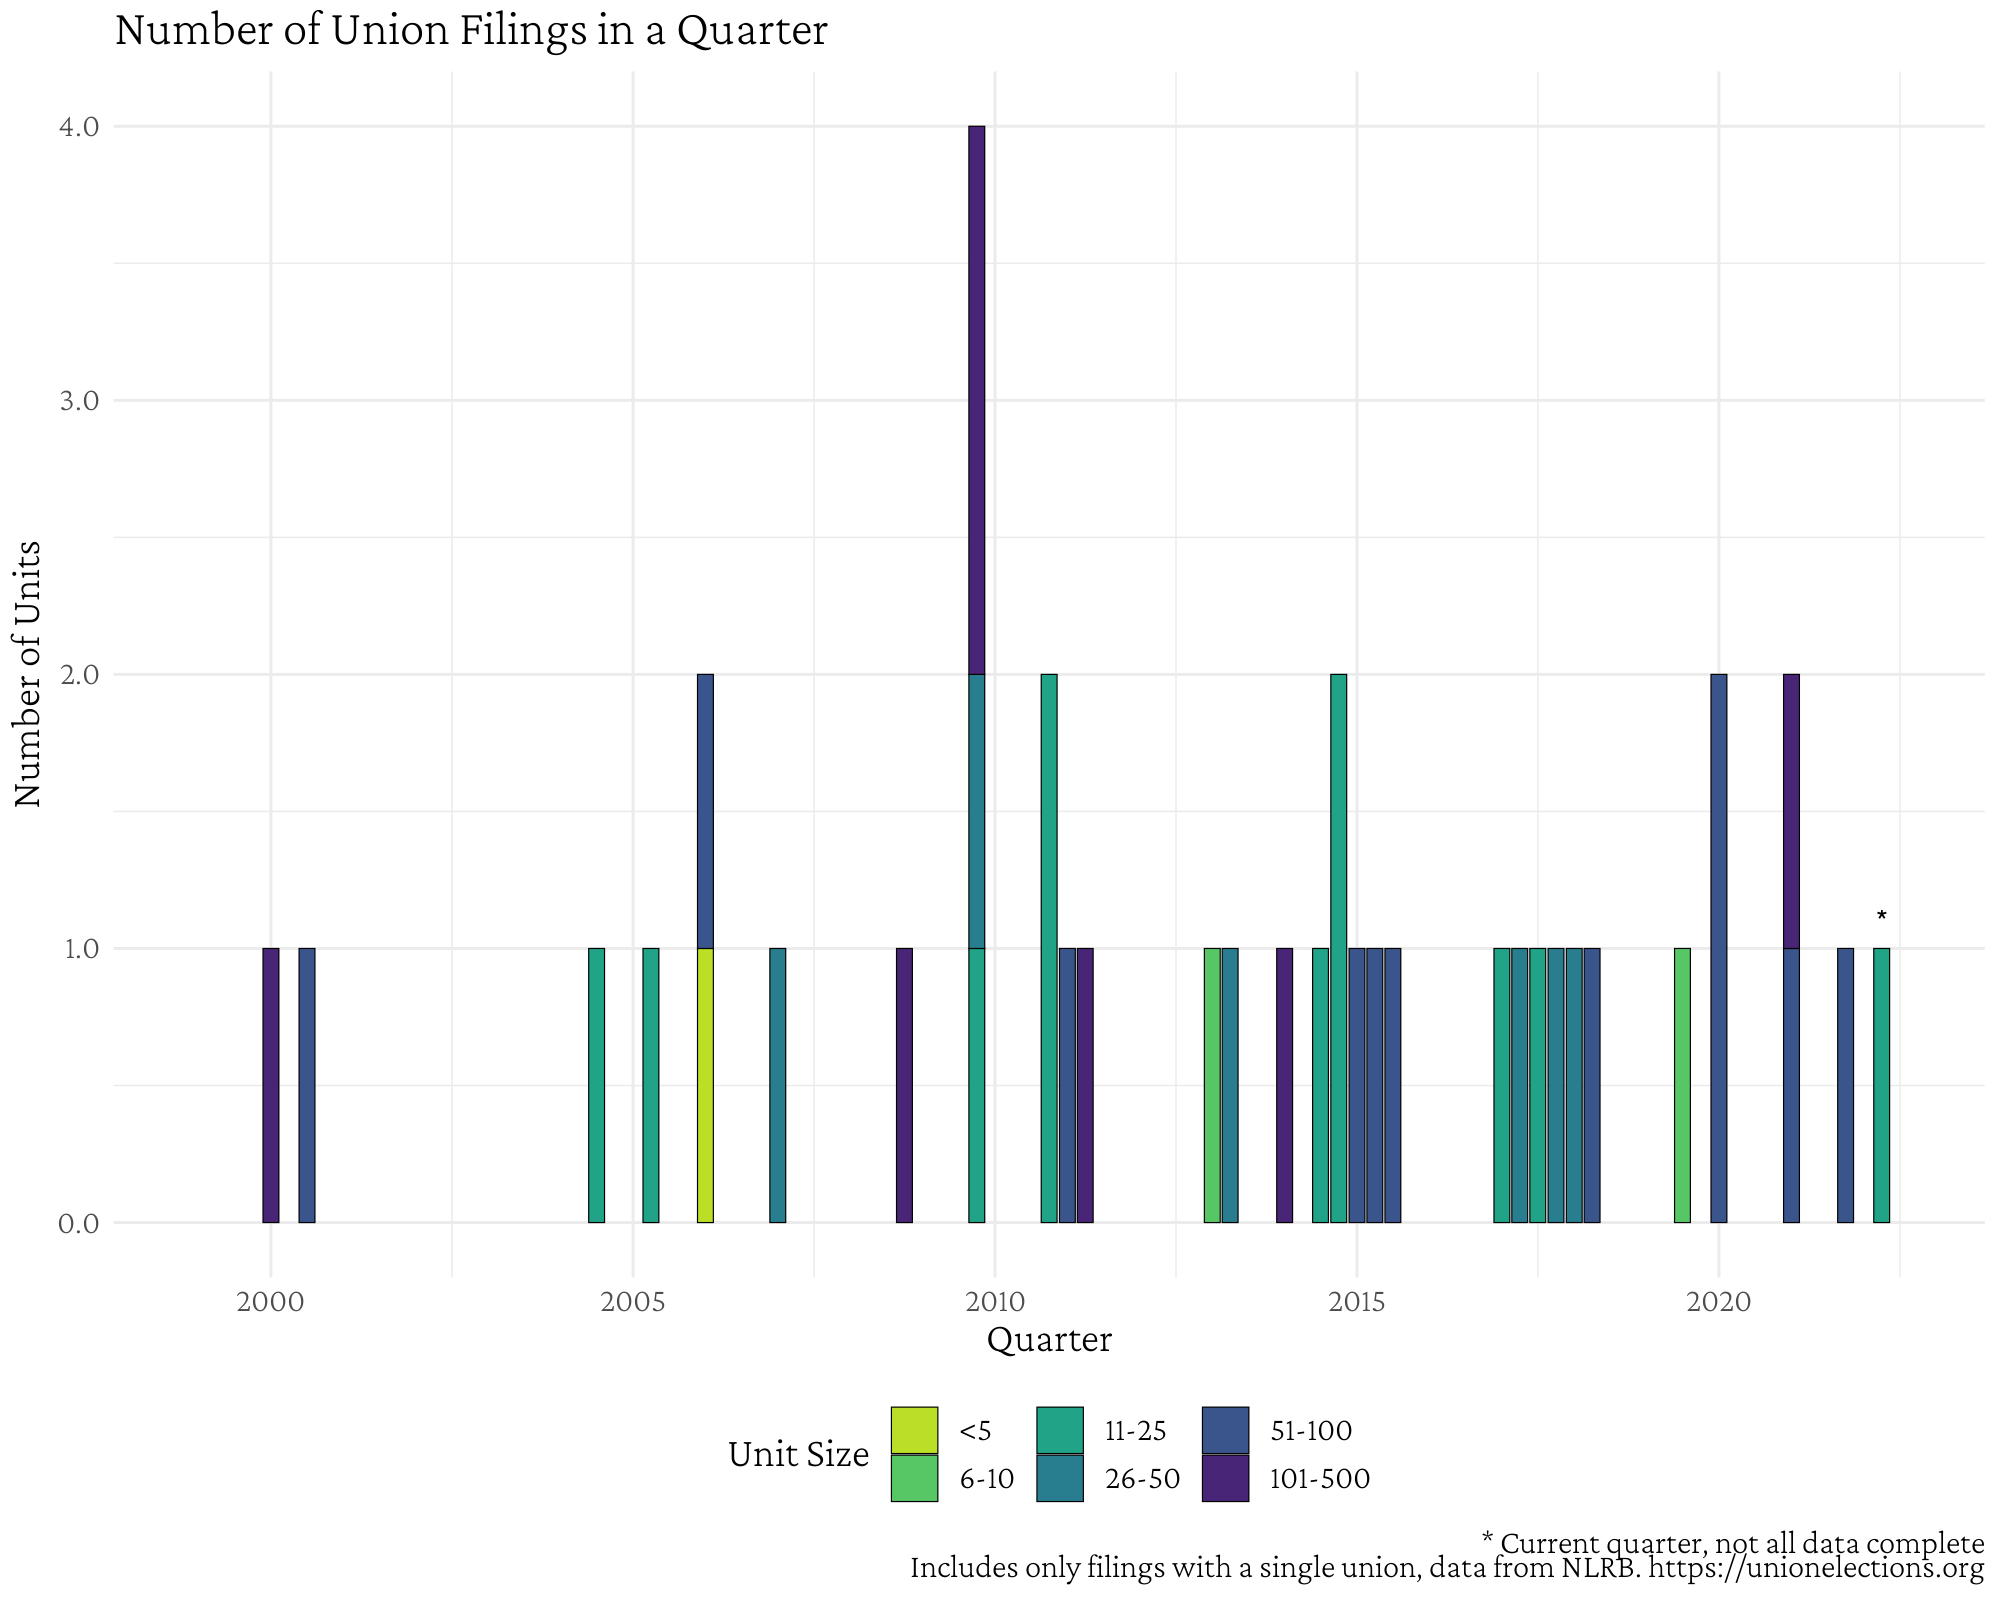 Number of Union Filings in a Quarter
Number of Units
4.0
3.0
2.0
1.0
0.0
*
2000 2005 2010 2015 2020
Quarter
Unit Size
<5 11-25 51-100
6-10 26-50 101-500
* Current quarter, not all data complete
Includes only filings with a single union, data from NLRB. https://unionelections.org